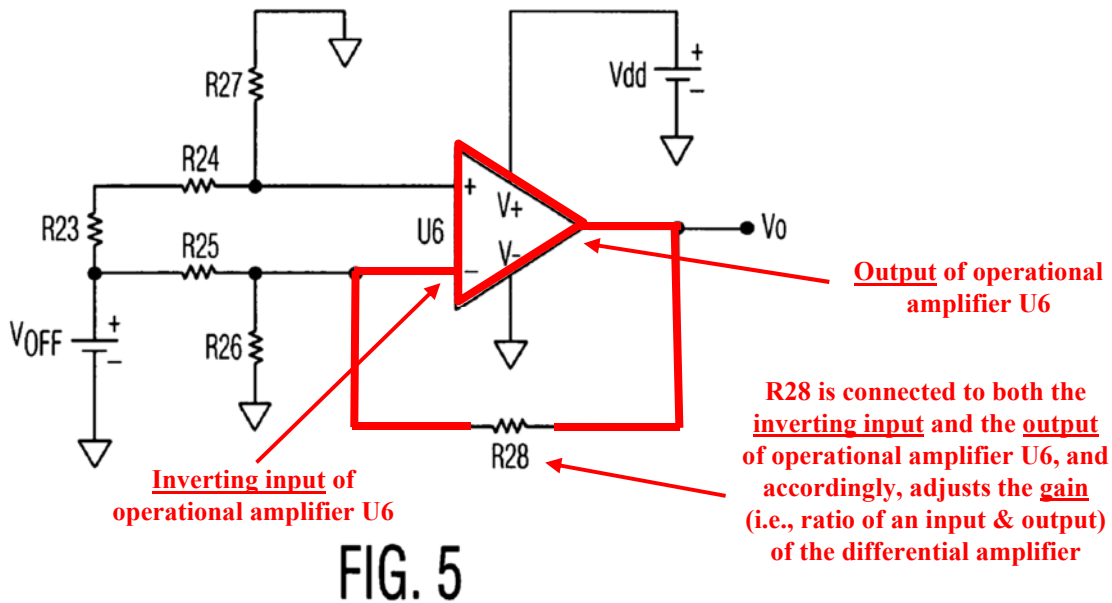 R27
Vdd
+
−
R24
+
V+
R23
U6
Vo
R25
V-
−
Output of operational
amplifier U6
VOFF
+
−
R26
R28 is connected to both the
inverting input and the output
of operational amplifier U6, and
accordingly, adjusts the gain
(i.e., ratio of an input & output)
of the differential amplifier
R28
Inverting input of
operational amplifier U6
FIG. 5